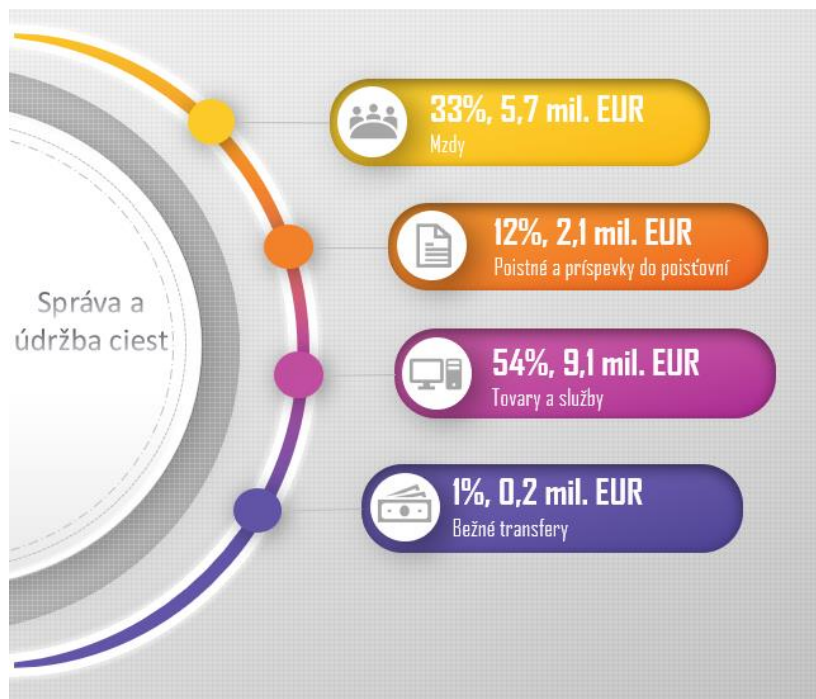 33%, 5,7 mil. EUR
Mzdy
12%, 2,1 mil. EUR
Poistné a príspevky do poisťovní
Správa a
údržba ciest
54%, 9,1 mil. EUR
Tovary a služby
1%, 0,2 mil. EUR
Bežné transfery